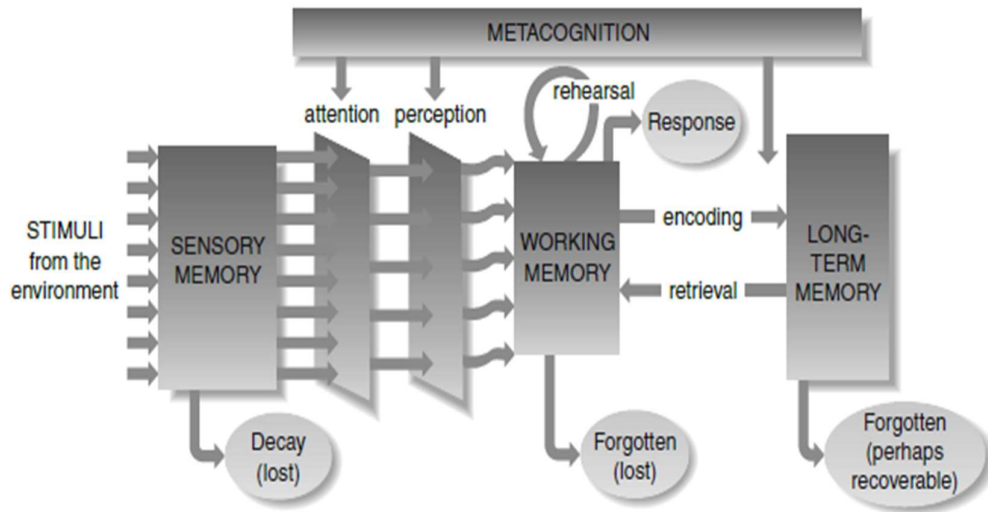 METACOGNITION
attention
perception
rehearsal
Response
STIMULI
from the
environment
SENSORY
MEMORY
WORKING
MEMORY
encoding
retrieval
LONG-
TERM
MEMORY
Decay
(lost)
Forgotten
(lost)
Forgotten
(perhaps
recoverable)